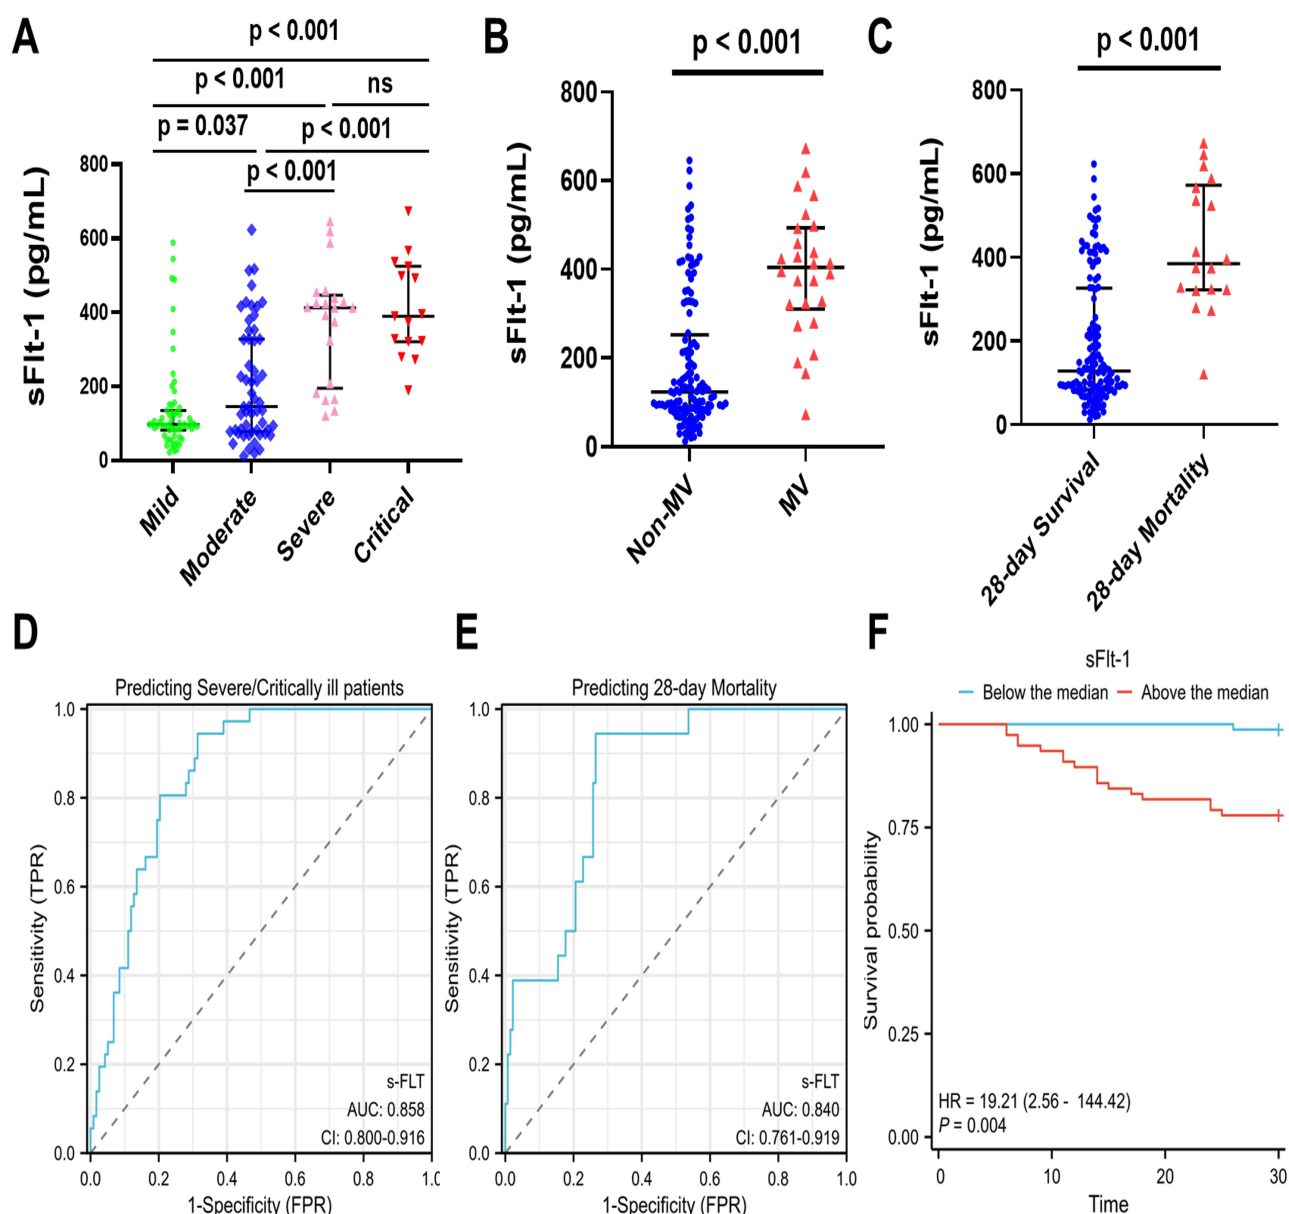 A
p < 0.001
p < 0.001
ns
p = 0.037
p < 0.001
p < 0.001
sFlt-1 (pg/mL)
800
600
400
200
0
Mild
Moderate
Severe
Critical
B
p < 0.001
sFlt-1 (pg/mL)
800
600
400
200
0
Non-MV
MV
C
p < 0.001
sFlt-1 (pg/mL)
800
600
400
200
0
28-day Survival
28-day Mortality
D
Predicting Severe/Critically ill patients
Sensitivity (TPR)
1.0
0.8
0.6
0.4
0.2
0.0
s-FLT
AUC: 0.858
CI: 0.800-0.916
0.0 0.2 0.4 0.6 0.8 1.0
1-Specificity (FPR)
E
Predicting 28-day Mortality
Sensitivity (TPR)
1.0
0.8
0.6
0.4
0.2
0.0
s-FLT
AUC: 0.840
CI: 0.761-0.919
0.0 0.2 0.4 0.6 0.8 1.0
1-Specificity (FPR)
F
sFlt-1
Below the median Above the median
Survival probability
1.00
0.75
0.50
0.25
0.00
HR = 19.21 (2.56 - 144.42)
P = 0.004
0 10 20 30
Time